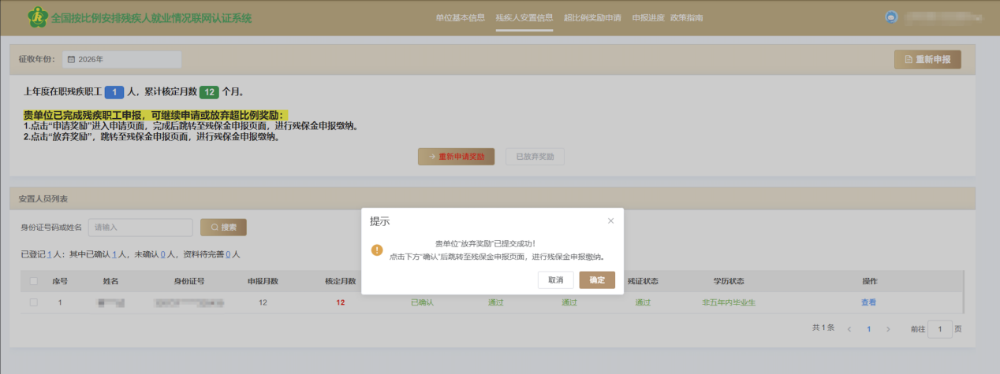 全国按比例安排残疾人就业情况联网认证系统
单位基本信息 残疾人安置信息 超比例奖励申请 申报进度 政策指南
征收年份： 2026年 重新申报
上年度在职残疾职工 1 人，累计核定月数 12 个月。
贵单位已完成残疾职工申报，可继续申请或放弃超比例奖励：
1.点击“申请奖励”进入申请页面，完成后跳转至残保金申报页面，进行残保金申报缴纳。
2.点击“放弃奖励”，跳转至残保金申报页面，进行残保金申报缴纳。
重新申请奖励 已放弃奖励
安置人员列表
提示
身份证号码或姓名 请输入 搜索
贵单位“放弃奖励”已提交成功！
点击下方“确认”后跳转至残保金申报页面，进行残保金申报缴纳。
已登记1人：其中已确认1人，未确认0人，资料待完善0人
取消 确定
序号 姓名 身份证号 申报月数 核定月数 残证状态 学历状态 操作
1 12 12 已确认 通过 通过 通过 非五年内毕业生 查看
共1条 1 前往 1 页